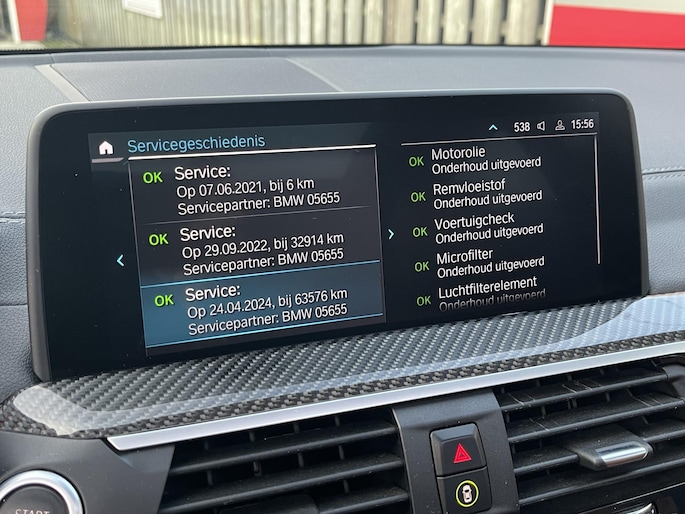 538 15:56
Servicegeschiedenis
OK Service:
Op 07.06.2021, bij 6 km
Servicepartner: BMW 05655
OK Service:
Op 29.09.2022, bij 32914 km
Servicepartner: BMW 05655
OK Service:
Op 24.04.2024, bij 63576 km
Servicepartner: BMW 05655
OK Motorolie
Onderhoud uitgevoerd
OK Remvloeistof
Onderhoud uitgevoerd
OK Voertuigcheck
Onderhoud uitgevoerd
OK Microfilter
Onderhoud uitgevoerd
OK Luchtfilterelement
Onderhoud uitgevoerd
START